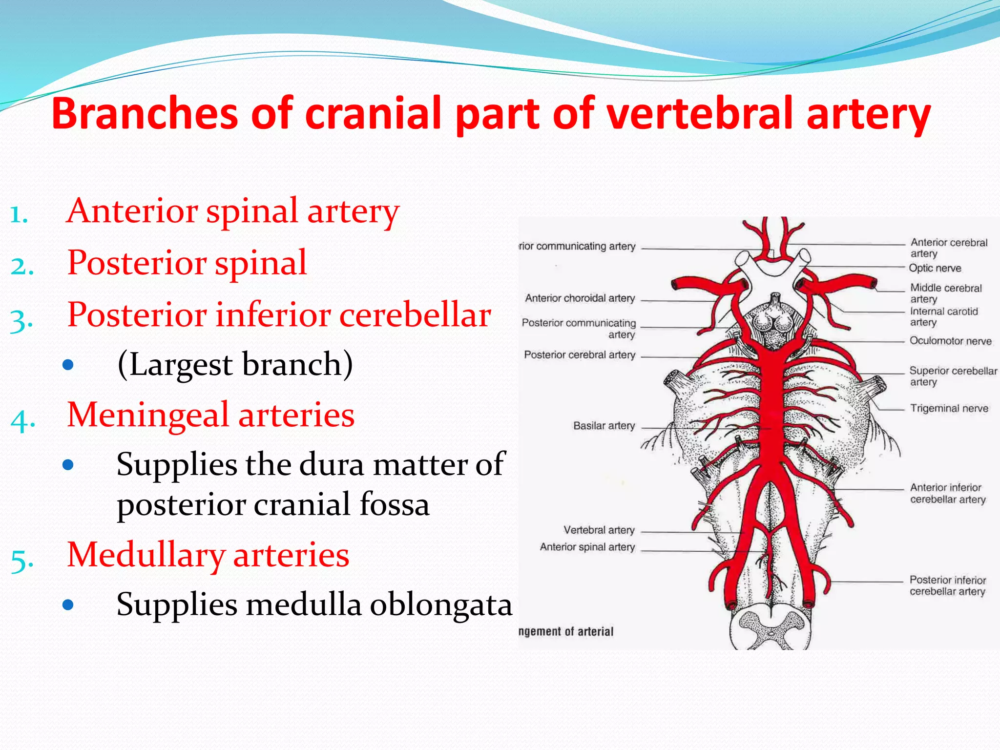 Branches of cranial part of vertebral artery
1. Anterior spinal artery
2. Posterior spinal
3. Posterior inferior cerebellar
• (Largest branch)
4. Meningeal arteries
• Supplies the dura matter of
posterior cranial fossa
5. Medullary arteries
• Supplies medulla oblongata
rior communicating artery
Anterior choroidal artery
Posterior communicating
artery
Posterior cerebral artery
Basilar artery
Vertebral artery
Anterior spinal artery
Anterior cerebral
artery
Optic nerve
Middle cerebral
artery
Internal carotid
artery
Oculomotor nerve
Superior cerebellar
artery
Trigeminal nerve
Anterior inferior
cerebellar artery
Posterior inferior
cerebellar artery
ngement of arterial